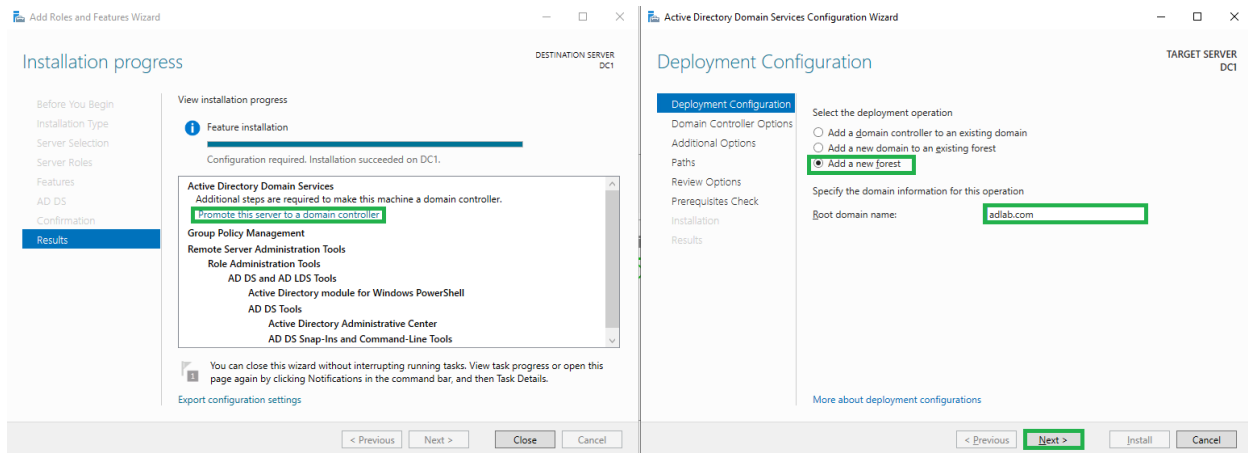 Add Roles and Features Wizard
Installation progress
DESTINATION SERVER
DC1
Before You Begin
Installation Type
Server Selection
Server Roles
Features
AD DS
Confirmation
Results
View installation progress
Feature installation
Configuration required. Installation succeeded on DC1.
Active Directory Domain Services
Additional steps are required to make this machine a domain controller.
Promote this server to a domain controller
Group Policy Management
Remote Server Administration Tools
Role Administration Tools
AD DS and AD LDS Tools
Active Directory module for Windows PowerShell
AD DS Tools
Active Directory Administrative Center
AD DS Snap-Ins and Command-Line Tools
1
You can close this wizard without interrupting running tasks. View task progress or open this
page again by clicking Notifications in the command bar, and then Task Details.
Export configuration settings
< Previous Next > Close Cancel
Active Directory Domain Services Configuration Wizard
Deployment Configuration
TARGET SERVER
DC1
Deployment Configuration
Domain Controller Options
Additional Options
Paths
Review Options
Prerequisites Check
Installation
Results
Select the deployment operation
Add a domain controller to an existing domain
Add a new domain to an existing forest
Add a new forest
Specify the domain information for this operation
Root domain name: adlab.com
More about deployment configurations
< Previous Next > Install Cancel